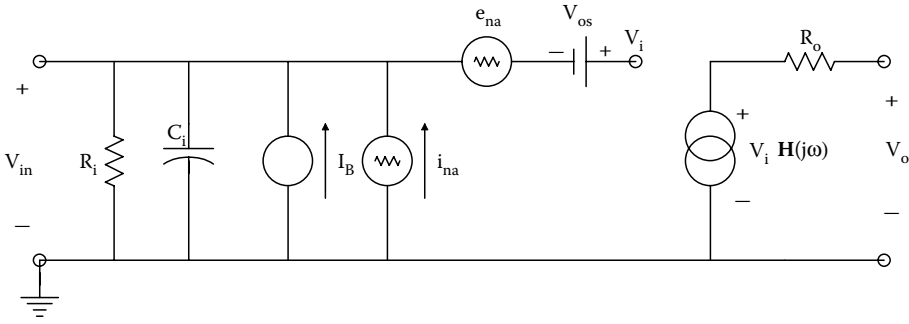 e_na
V_os
V_i
R_o
+
−
+
V_in
−
R_i
C_i
I_B
i_na
+
V_i H(jω)
−
+
V_o
−